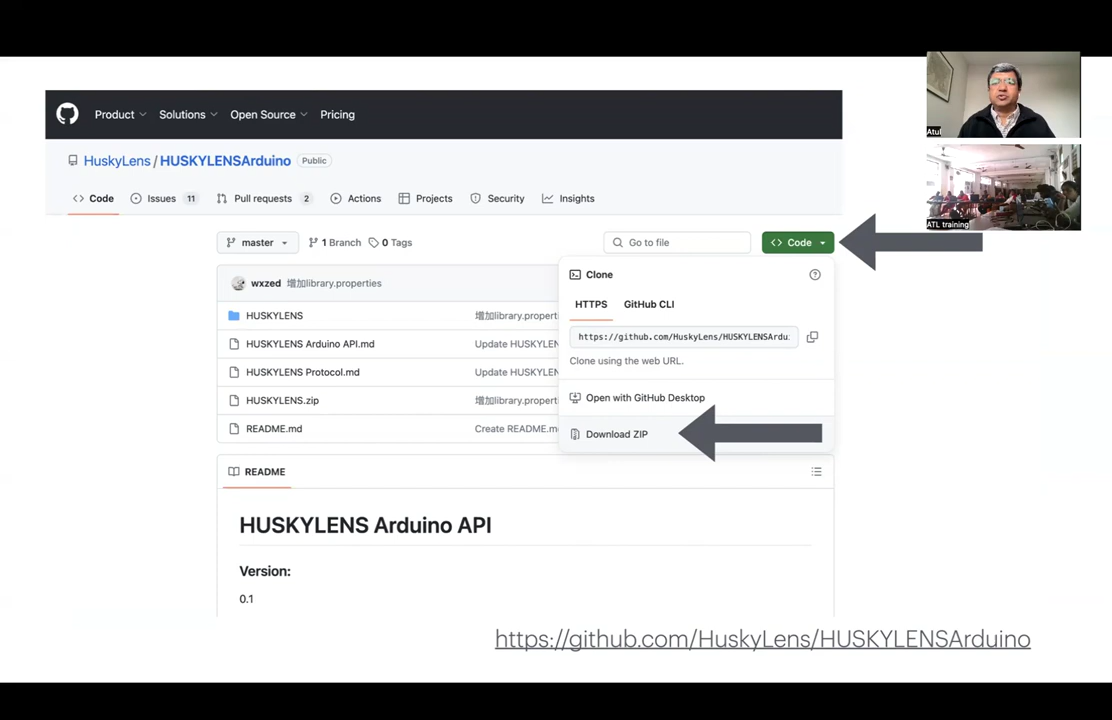 Product Solutions Open Source Pricing
HuskyLens / HUSKYLENSArduino Public
Code Issues 11 Pull requests 2 Actions Projects Security Insights
master 1 Branch 0 Tags Go to file Code
wxzed 增加library.properties
HUSKYLENS 增加library.properti
HUSKYLENS Arduino API.md Update HUSKYLEN
HUSKYLENS Protocol.md Update HUSKYLEN
HUSKYLENS.zip 增加library.properti
README.md Create README.m
Clone
HTTPS GitHub CLI
https://github.com/HuskyLens/HUSKYLENSArdu
Clone using the web URL.
Open with GitHub Desktop
Download ZIP
README
HUSKYLENS Arduino API
Version:
0.1
https://github.com/HuskyLens/HUSKYLENSArduino
Atul
ATL training